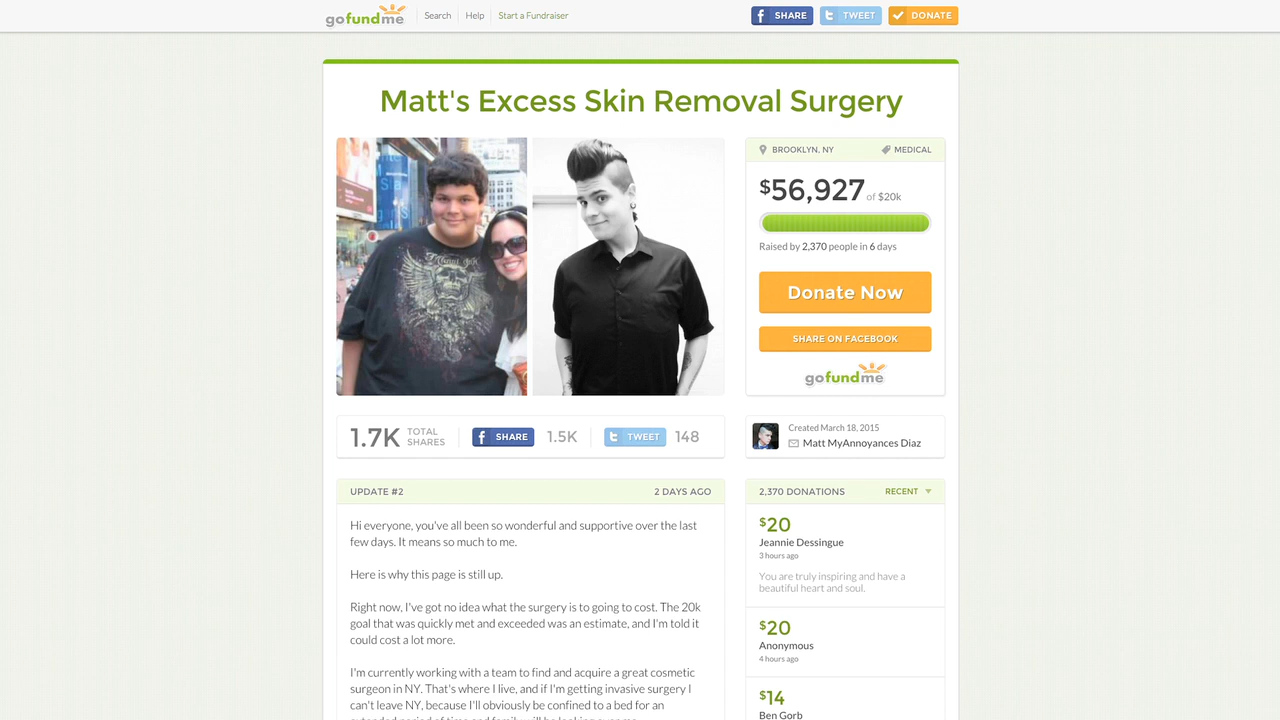 gofundme
Search
Help
Start a Fundraiser
SHARE
TWEET
DONATE
Matt's Excess Skin Removal Surgery
BROOKLYN, NY
MEDICAL
$56,927 of $20k
Raised by 2,370 people in 6 days
Donate Now
SHARE ON FACEBOOK
gofundme
1.7K TOTAL
SHARES
SHARE
1.5K
TWEET
148
Created March 18, 2015
Matt MyAnnoyances Diaz
UPDATE #2
2 DAYS AGO
Hi everyone, you've all been so wonderful and supportive over the last
few days. It means so much to me.
Here is why this page is still up.
Right now, I've got no idea what the surgery is to going to cost. The 20k
goal that was quickly met and exceeded was an estimate, and I'm told it
could cost a lot more.
I'm currently working with a team to find and acquire a great cosmetic
surgeon in NY. That's where I live, and if I'm getting invasive surgery I
can't leave NY, because I'll obviously be confined to a bed for an
2,370 DONATIONS
RECENT
$20
Jeannie Dessingue
3 hours ago
You are truly inspiring and have a
beautiful heart and soul.
$20
Anonymous
4 hours ago
$14
Ben Gorb